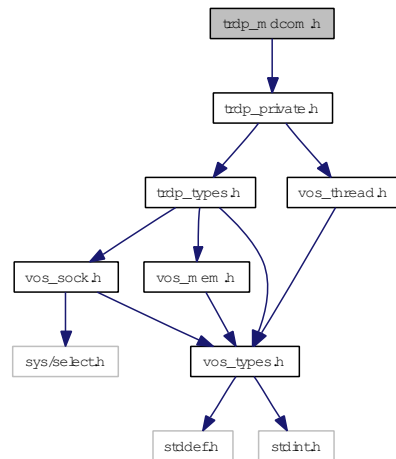 trdp_mdcom.h
trdp_private.h
trdp_types.h
vos_thread.h
vos_sock.h
vos_mem.h
sys/select.h
vos_types.h
stddef.h
stdint.h